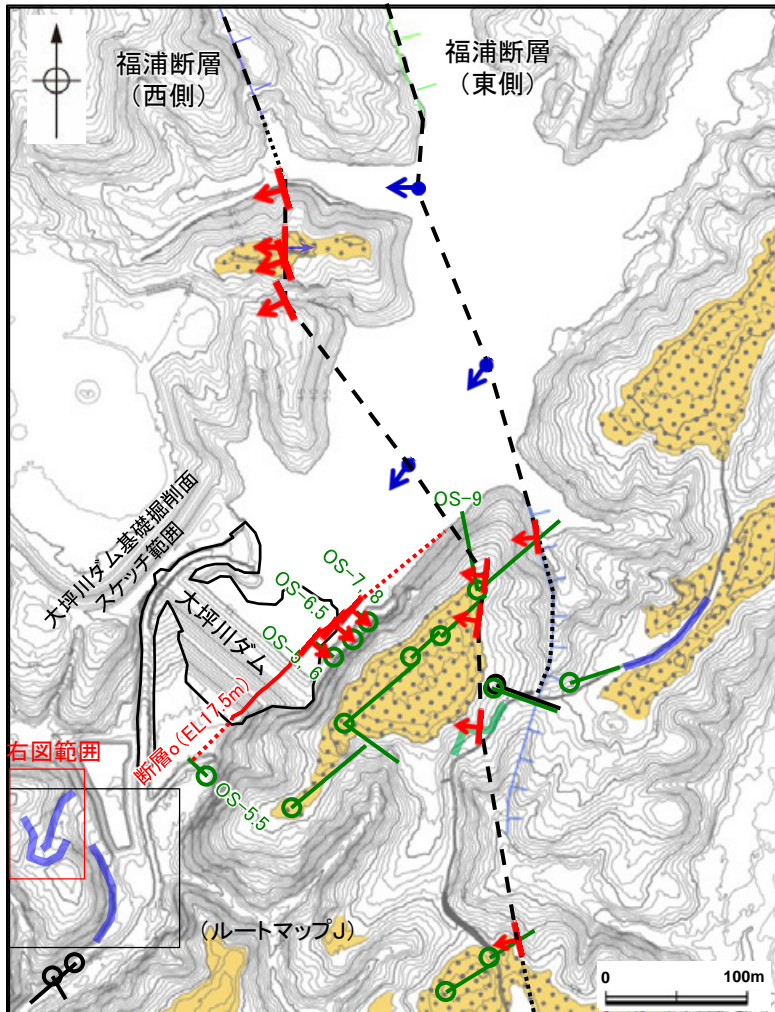 福浦断層
（西側）
福浦断層
（東側）
OS-9
大坪川ダム基礎掘削面
スケッチ範囲
OS-7, 8
OS-6.5
OS-5, 6
大坪川ダム
断層o(EL17.5m)
右図範囲
OS-5.5
(ルートマップJ)
0 100m